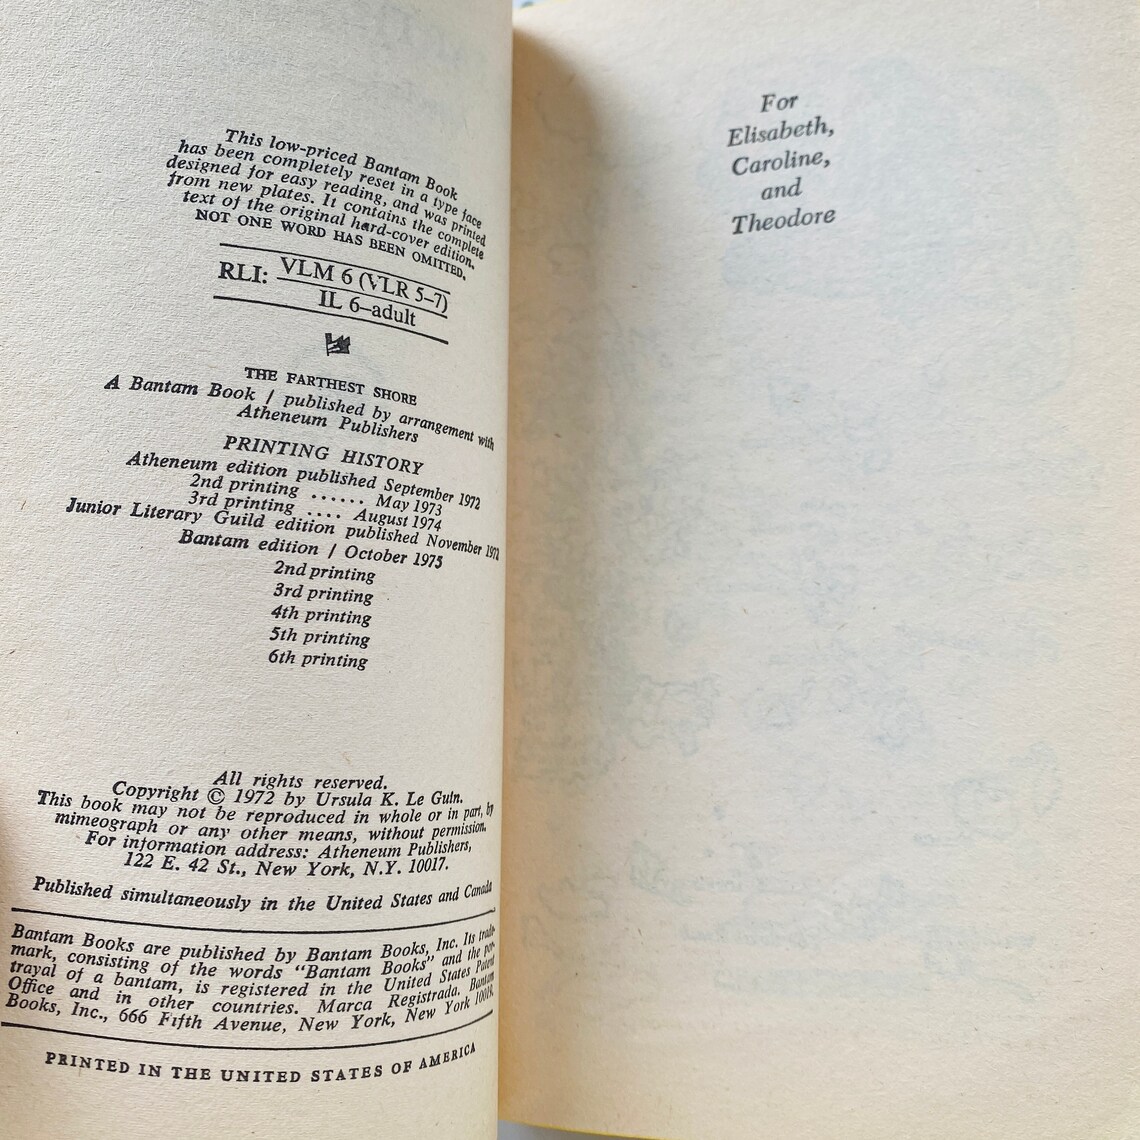 This low-priced Bantam Book
has been completely reset in a type face
designed for easy reading, and was printed
from new plates. It contains the complete
text of the original hard-cover edition.
NOT ONE WORD HAS BEEN OMITTED.
RLI: VLM 6 (VLR 5–7)
IL 6–adult
THE FARTHEST SHORE
A Bantam Book / published by arrangement with
Atheneum Publishers
PRINTING HISTORY
Atheneum edition published September 1972
2nd printing ...... May 1973
3rd printing .... August 1974
Junior Literary Guild edition published November 1972
Bantam edition / October 1975
2nd printing
3rd printing
4th printing
5th printing
6th printing
All rights reserved.
Copyright © 1972 by Ursula K. Le Guin.
This book may not be reproduced in whole or in part, by
mimeograph or any other means, without permission.
For information address: Atheneum Publishers,
122 E. 42 St., New York, N.Y. 10017.
Published simultaneously in the United States and Canada
Bantam Books are published by Bantam Books, Inc. Its trade-
mark, consisting of the words "Bantam Books" and the por-
trayal of a bantam, is registered in the United States Patent
Office and in other countries. Marca Registrada. Bantam
Books, Inc., 666 Fifth Avenue, New York, New York 10019.
PRINTED IN THE UNITED STATES OF AMERICA
For
Elisabeth,
Caroline,
and
Theodore